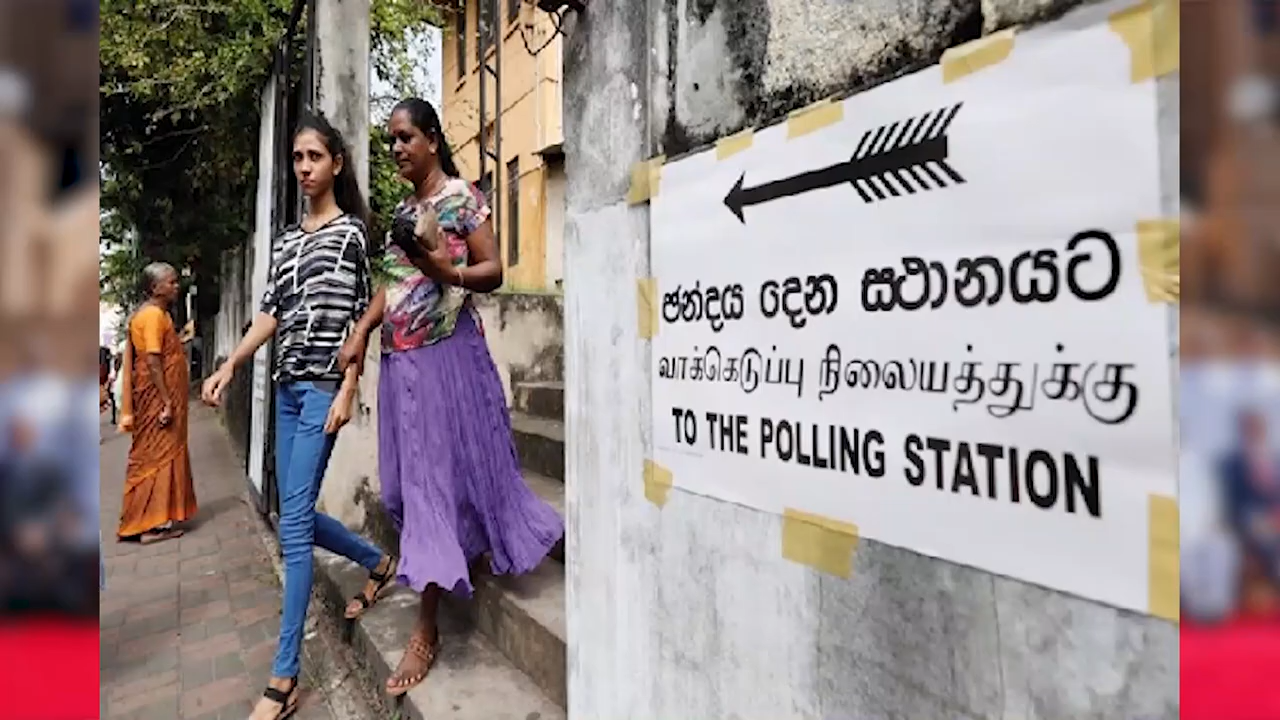 ඡන්දය දෙන ස්ථානයට
வாக்கெடுப்பு நிலையத்துக்கு
TO THE POLLING STATION